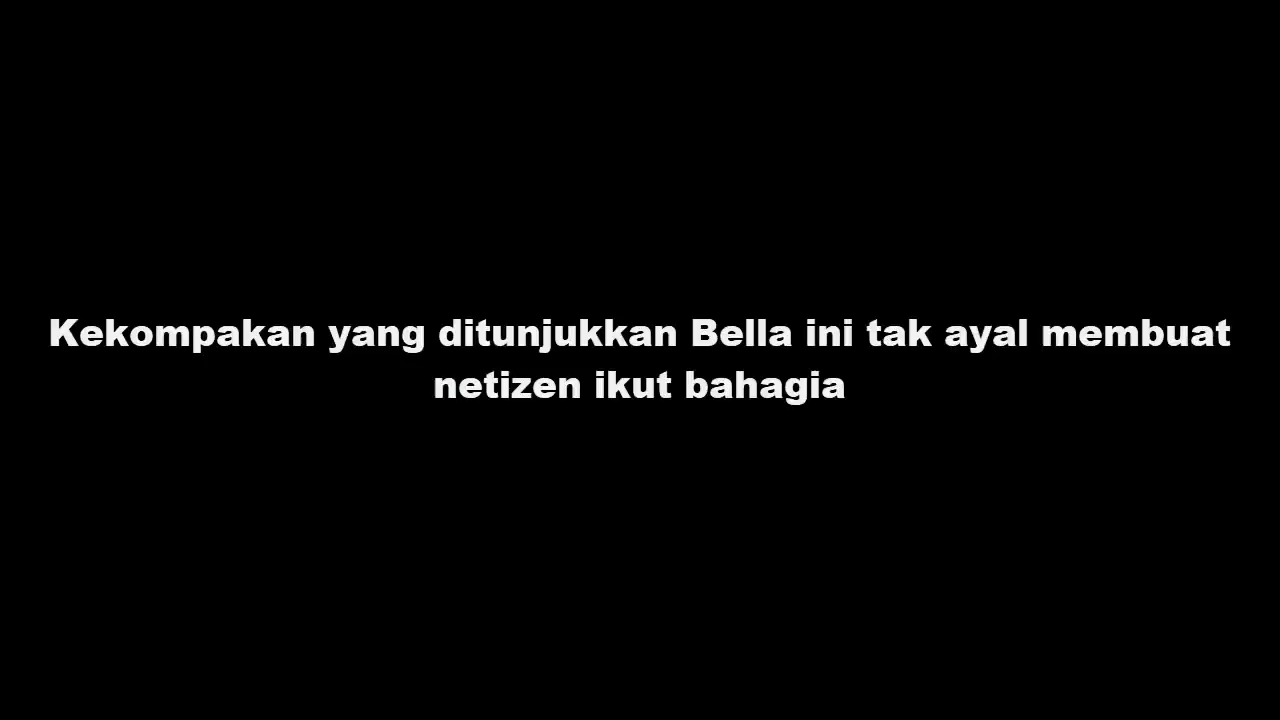 Kekompakan yang ditunjukkan Bella ini tak ayal membuat
netizen ikut bahagia